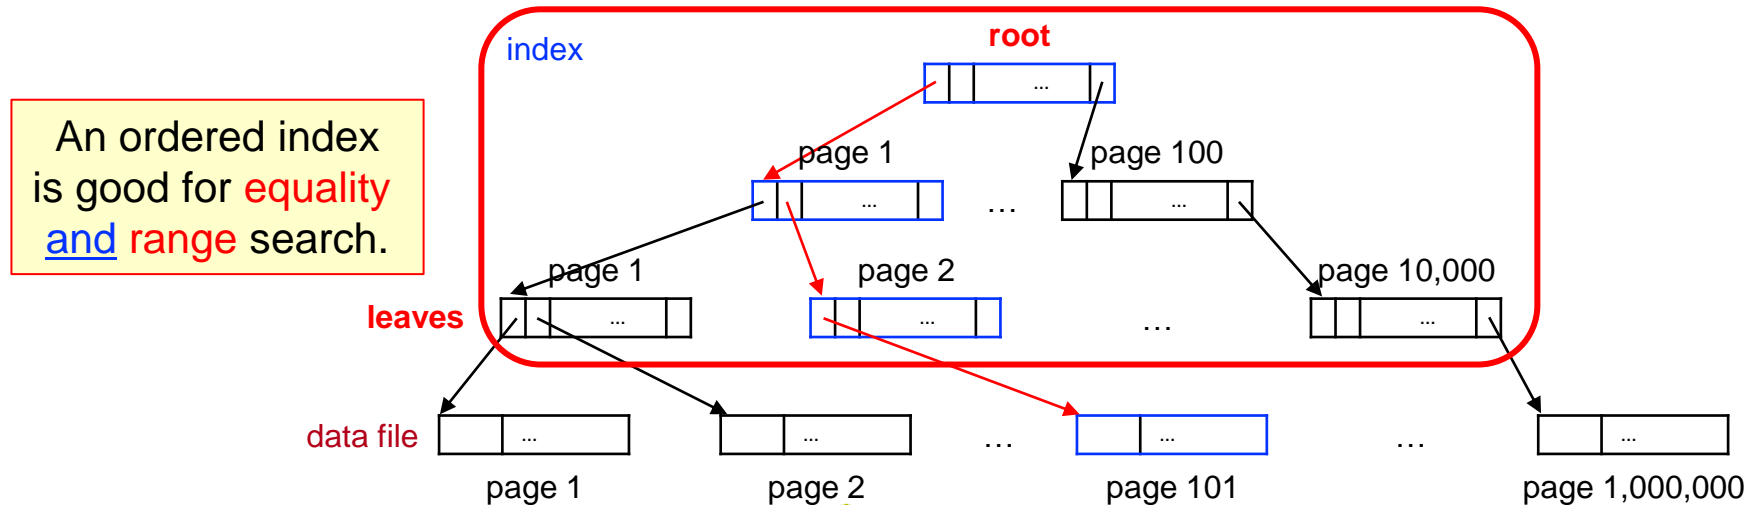 index
root
...
An ordered index
is good for equality
and range search.
page 1
page 100
...
...
...
page 1
page 2
page 10,000
leaves
...
...
...
...
data file
...
...
...
...
...
...
page 1
page 2
page 101
page 1,000,000